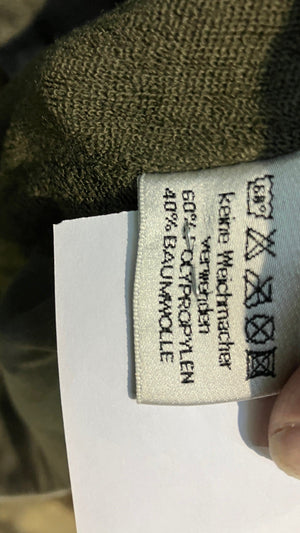 60°
keine Weichmacher
verwenden
60% POLYPROPYLEN
40% BAUMWOLLE